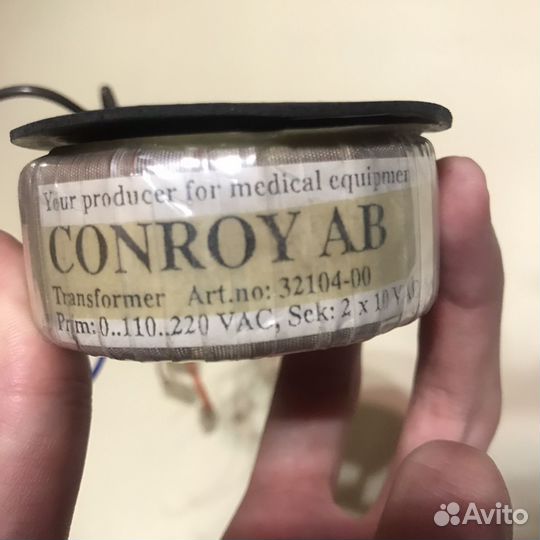 Your producer for medical equipmen
CONROY AB
Transformer Art.no: 32104-00
Prim: 0..110..220 VAC, Sek: 2 x 10 V A
Avito